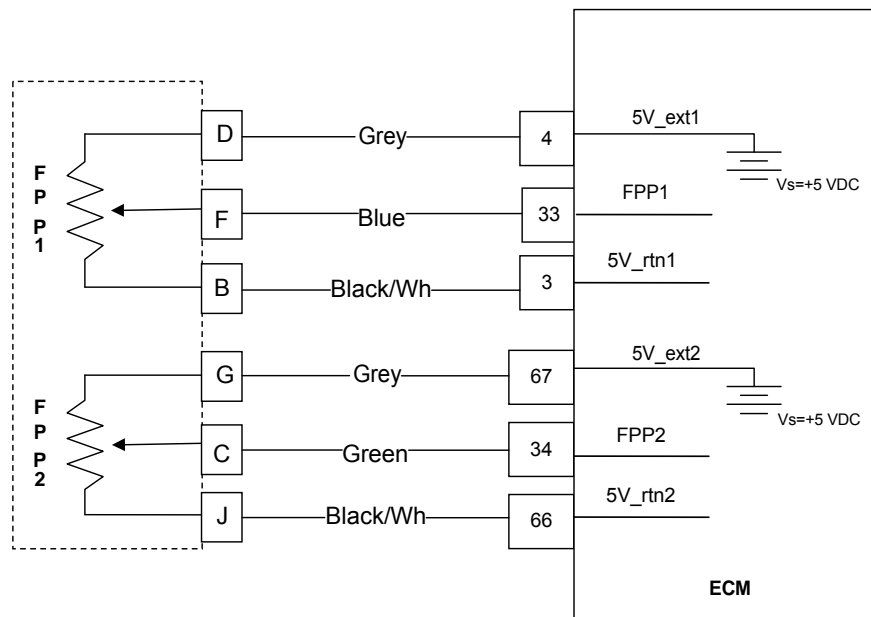 D
Grey
4
5V_ext1
Vs=+5 VDC
F
P
P
1
F
Blue
33
FPP1
B
Black/Wh
3
5V_rtn1
G
Grey
67
5V_ext2
Vs=+5 VDC
F
P
P
2
C
Green
34
FPP2
J
Black/Wh
66
5V_rtn2
ECM